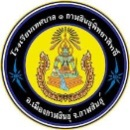 โรงเรียนเทศบาล ๑ กาฬสินธุ์พิทยาสิทธิ์
อ.เมืองกาฬสินธุ์ จ.กาฬสินธุ์